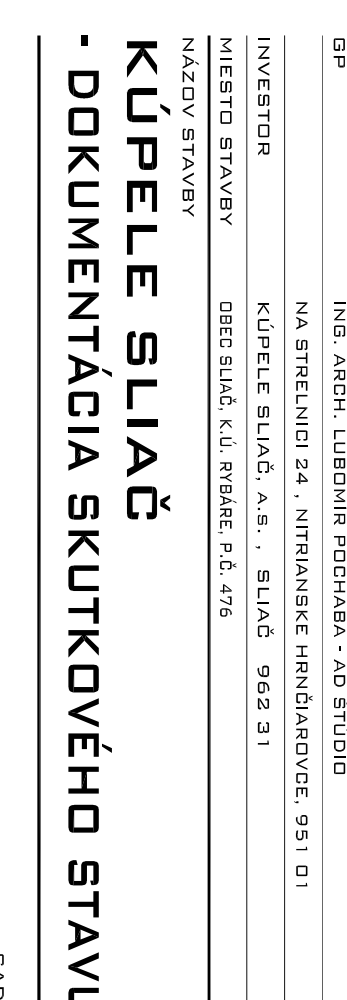 GP ING. ARCH. LUBOMIR POCHABA - AD ŠTÚDIO
NA STRELNICI 24 , NITRIANSKE HRNČIAROVCE, 951 01
INVESTOR KÚPELE SLIAČ, a.s. , SLIAČ 962 31
MIESTO STAVBY OBEC SLIAČ, K.Ú. RYBÁRE, P.Č. 476
NÁZOV STAVBY
KÚPELE SLIAČ
- DOKUMENTÁCIA SKUTKOVÉHO